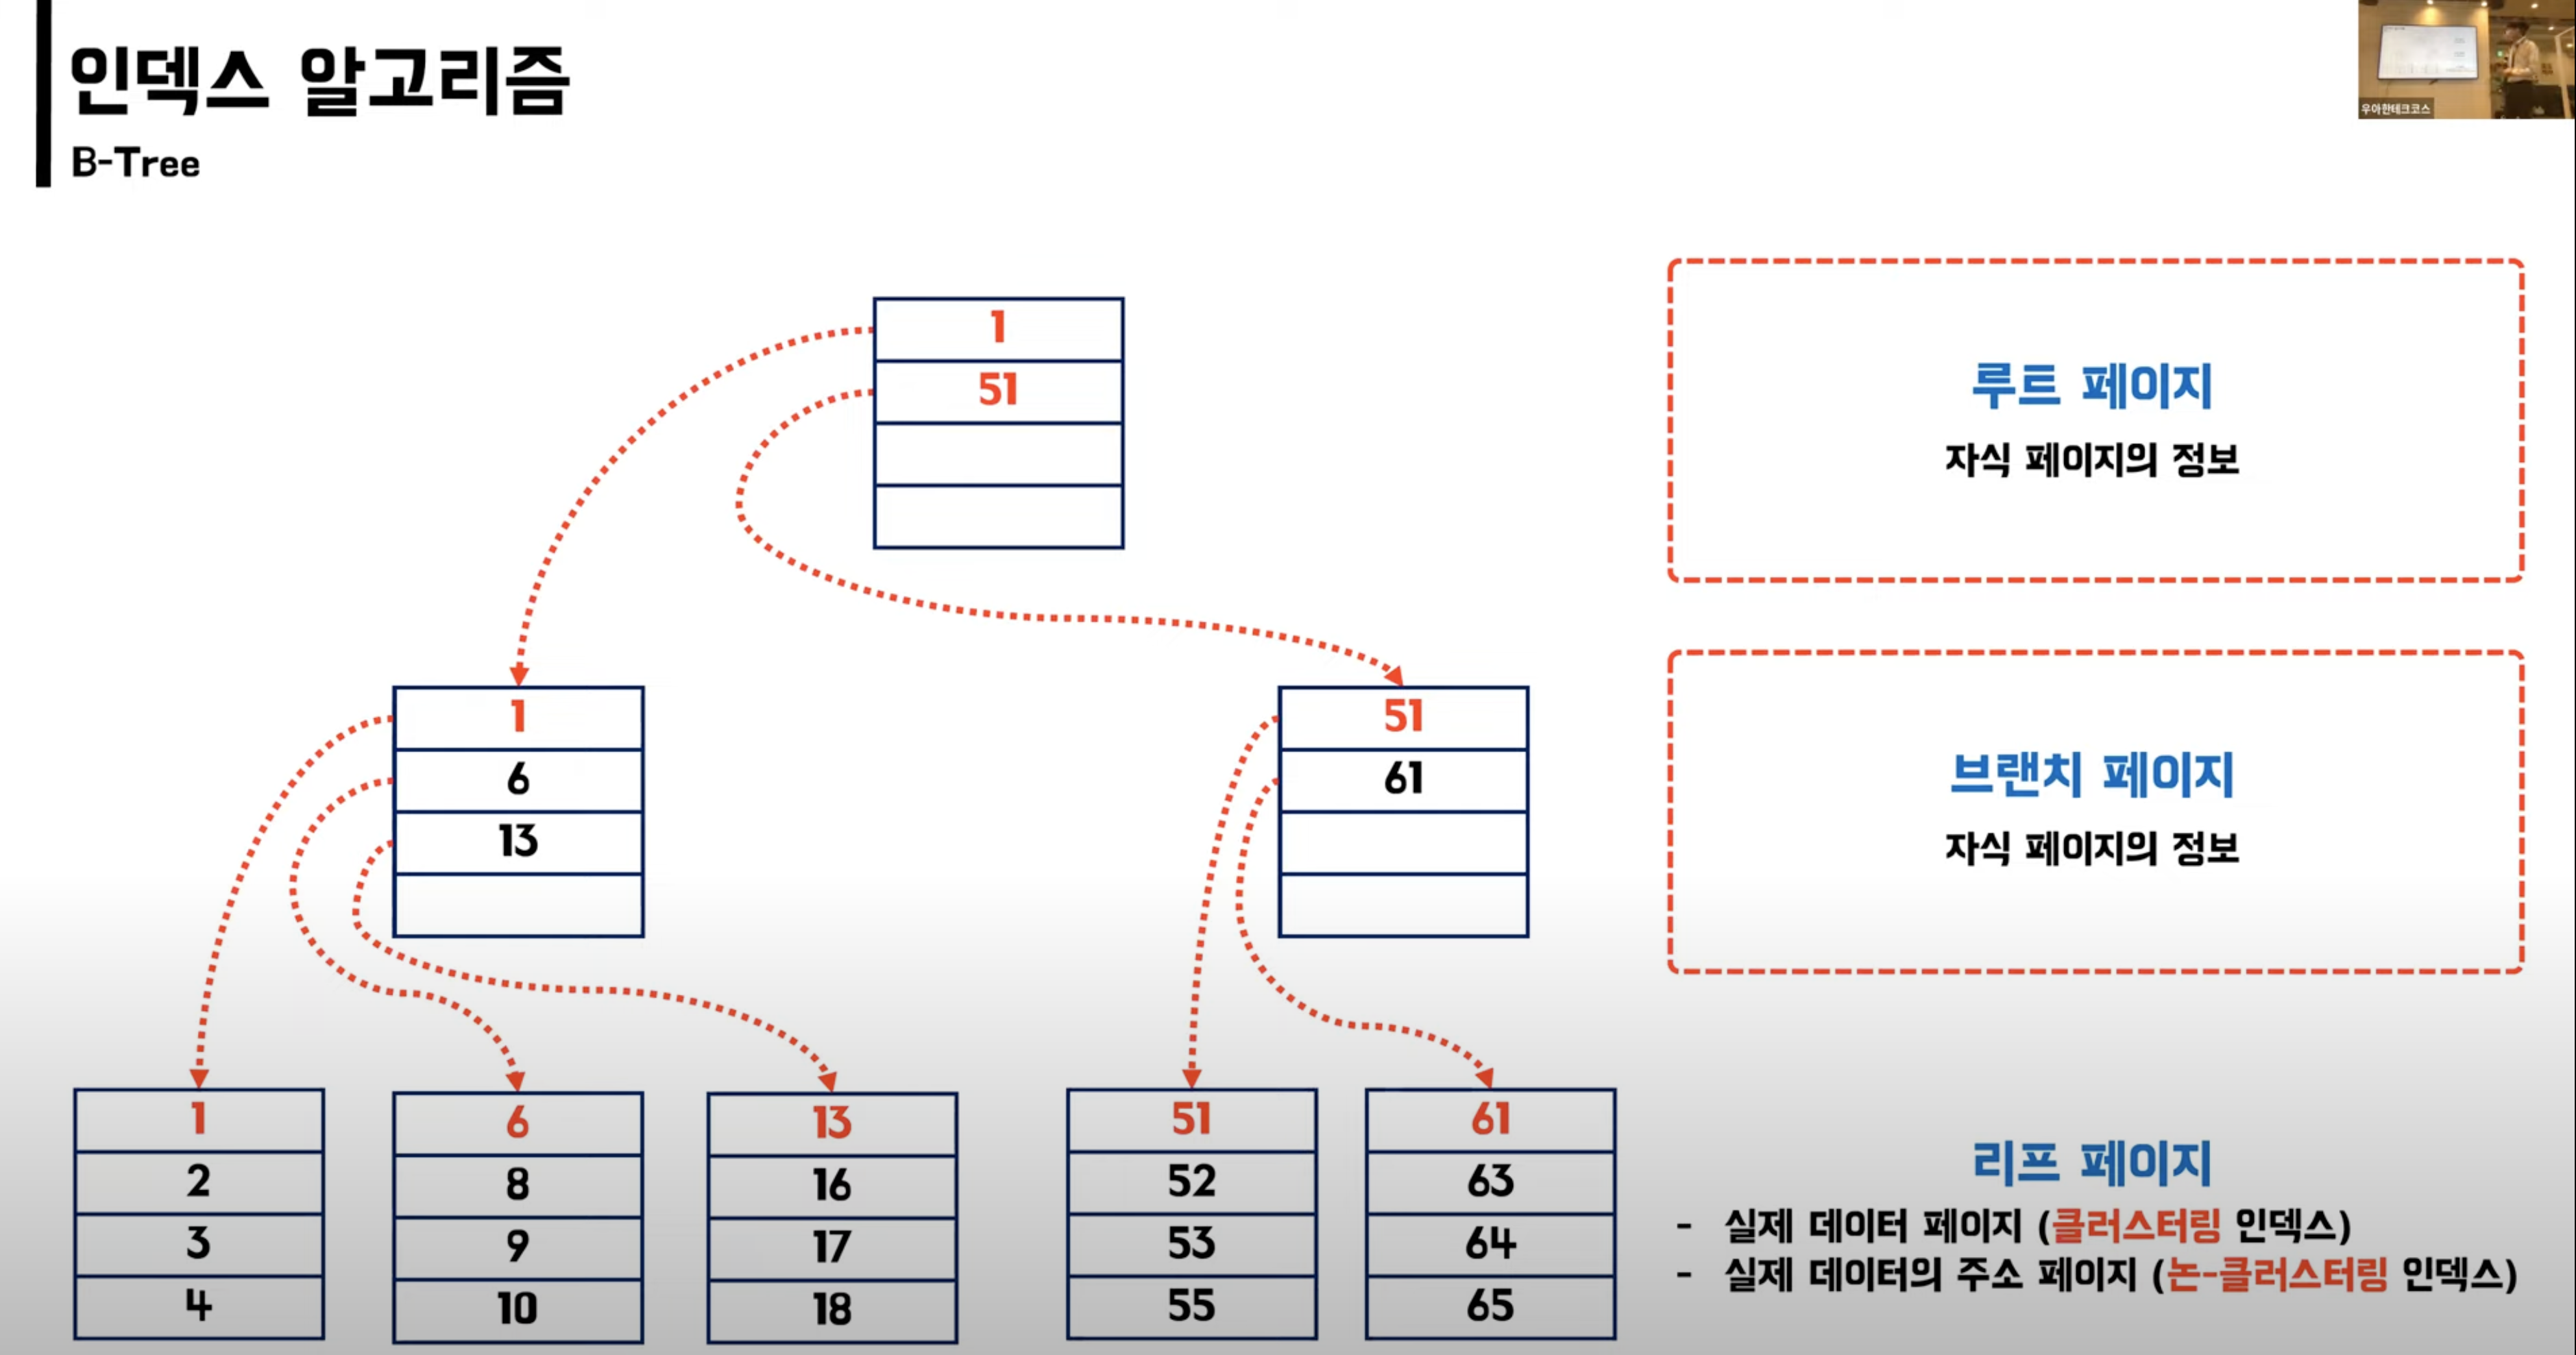 인덱스 알고리즘
B-Tree
우아한테크코스
1
51
루트 페이지
자식 페이지의 정보
1
6
13
51
61
브랜치 페이지
자식 페이지의 정보
1
2
3
4
6
8
9
10
13
16
17
18
51
52
53
55
61
63
64
65
리프 페이지
- 실제 데이터 페이지 (클러스터링 인덱스)
- 실제 데이터의 주소 페이지 (논-클러스터링 인덱스)